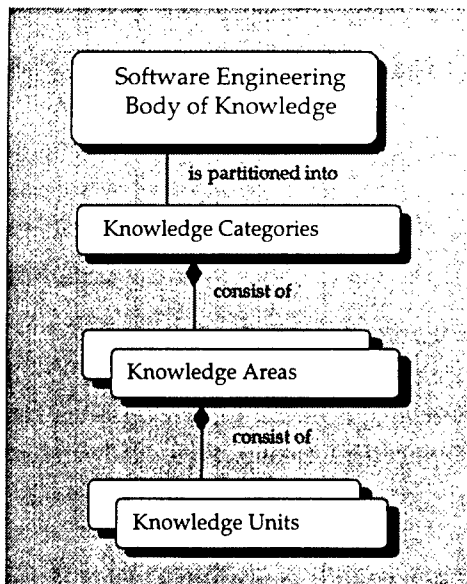 Software Engineering
Body of Knowledge
is partitioned into
Knowledge Categories
consist of
Knowledge Areas
consist of
Knowledge Units